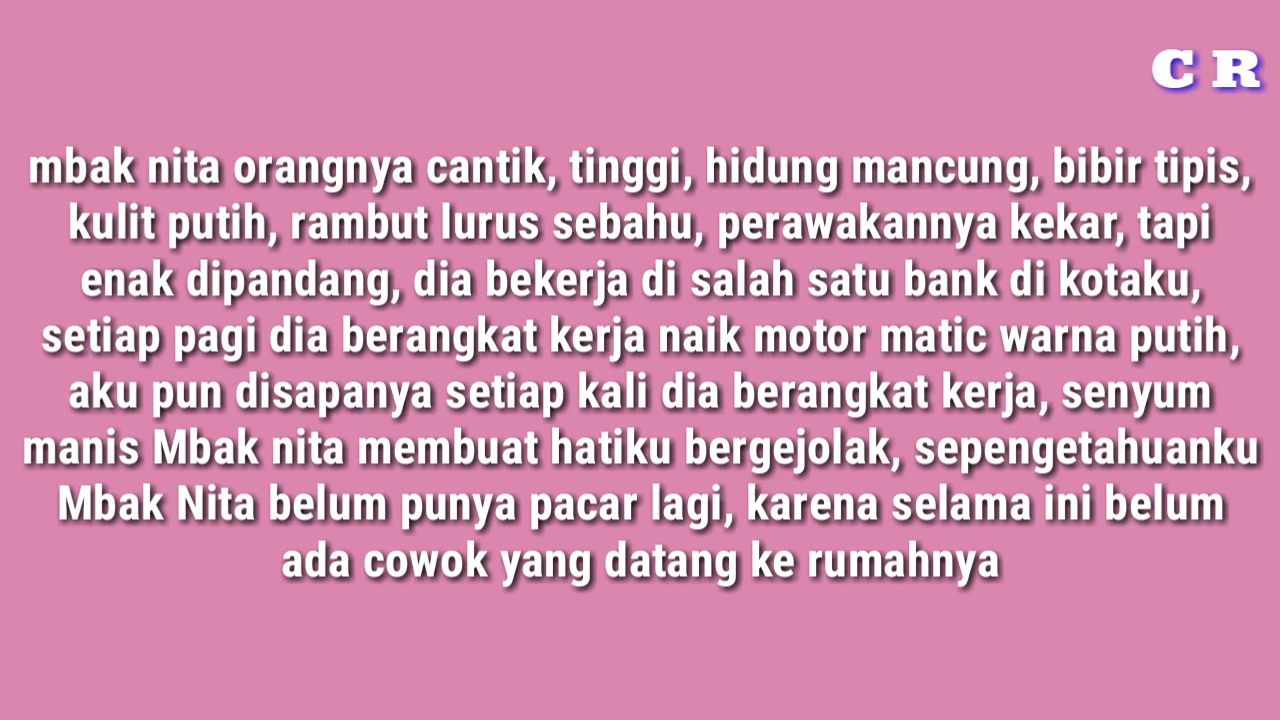 C R
mbak nita orangnya cantik, tinggi, hidung mancung, bibir tipis,
kulit putih, rambut lurus sebahu, perawakannya kekar, tapi
enak dipandang, dia bekerja di salah satu bank di kotaku,
setiap pagi dia berangkat kerja naik motor matic warna putih,
aku pun disapanya setiap kali dia berangkat kerja, senyum
manis Mbak nita membuat hatiku bergejolak, sepengetahuanku
Mbak Nita belum punya pacar lagi, karena selama ini belum
ada cowok yang datang ke rumahnya